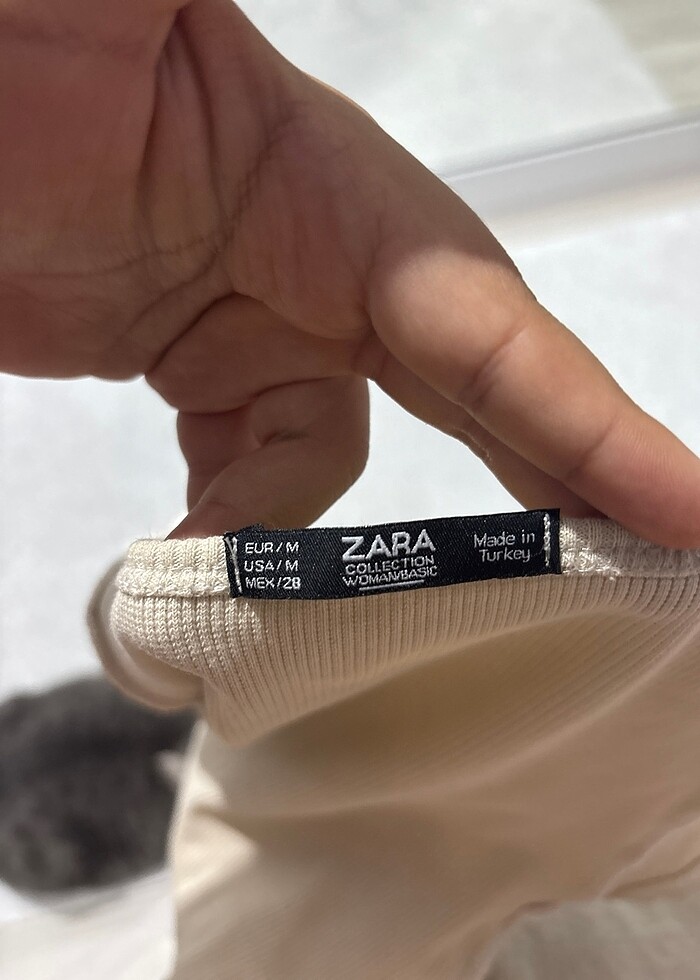 EUR/M
USA/M
MEX/28
ZARA
COLLECTION
WOMAN/BASIC
Made in
Turkey